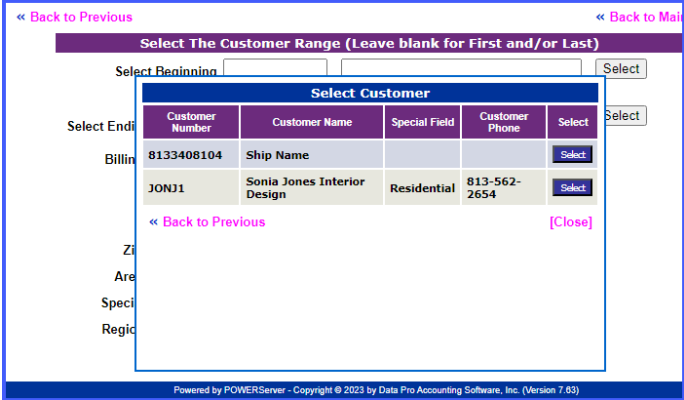 « Back to Previous « Back to Mai
Select The Customer Range (Leave blank for First and/or Last)
Select Beginning Select
Select Customer
Select Endi Select
Customer Number Customer Name Special Field Customer Phone Select
Billin
8133408104 Ship Name Select
JONJ1 Sonia Jones Interior Design Residential 813-562-2654 Select
« Back to Previous [Close]
Zi
Are
Speci
Regio
Powered by POWERServer - Copyright © 2023 by Data Pro Accounting Software, Inc. (Version 7.63)